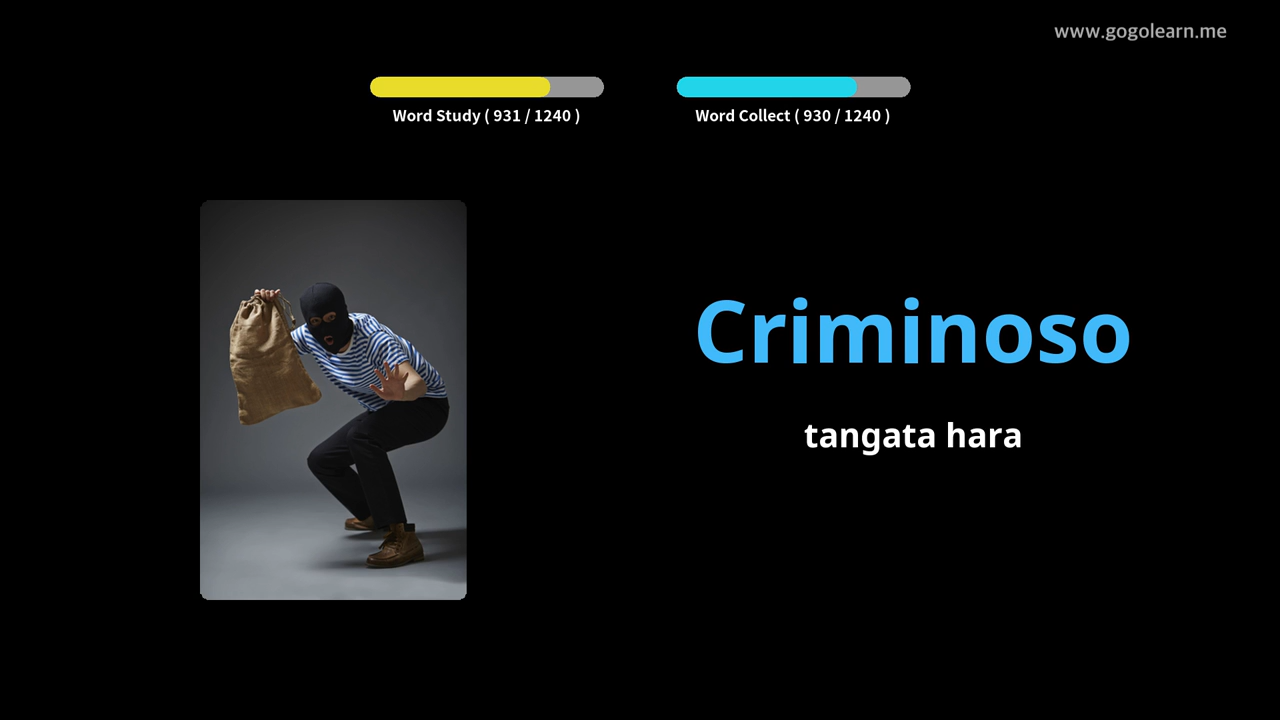 www.gogolearn.me
Word Study ( 931 / 1240 )
Word Collect ( 930 / 1240 )
Criminoso
tangata hara